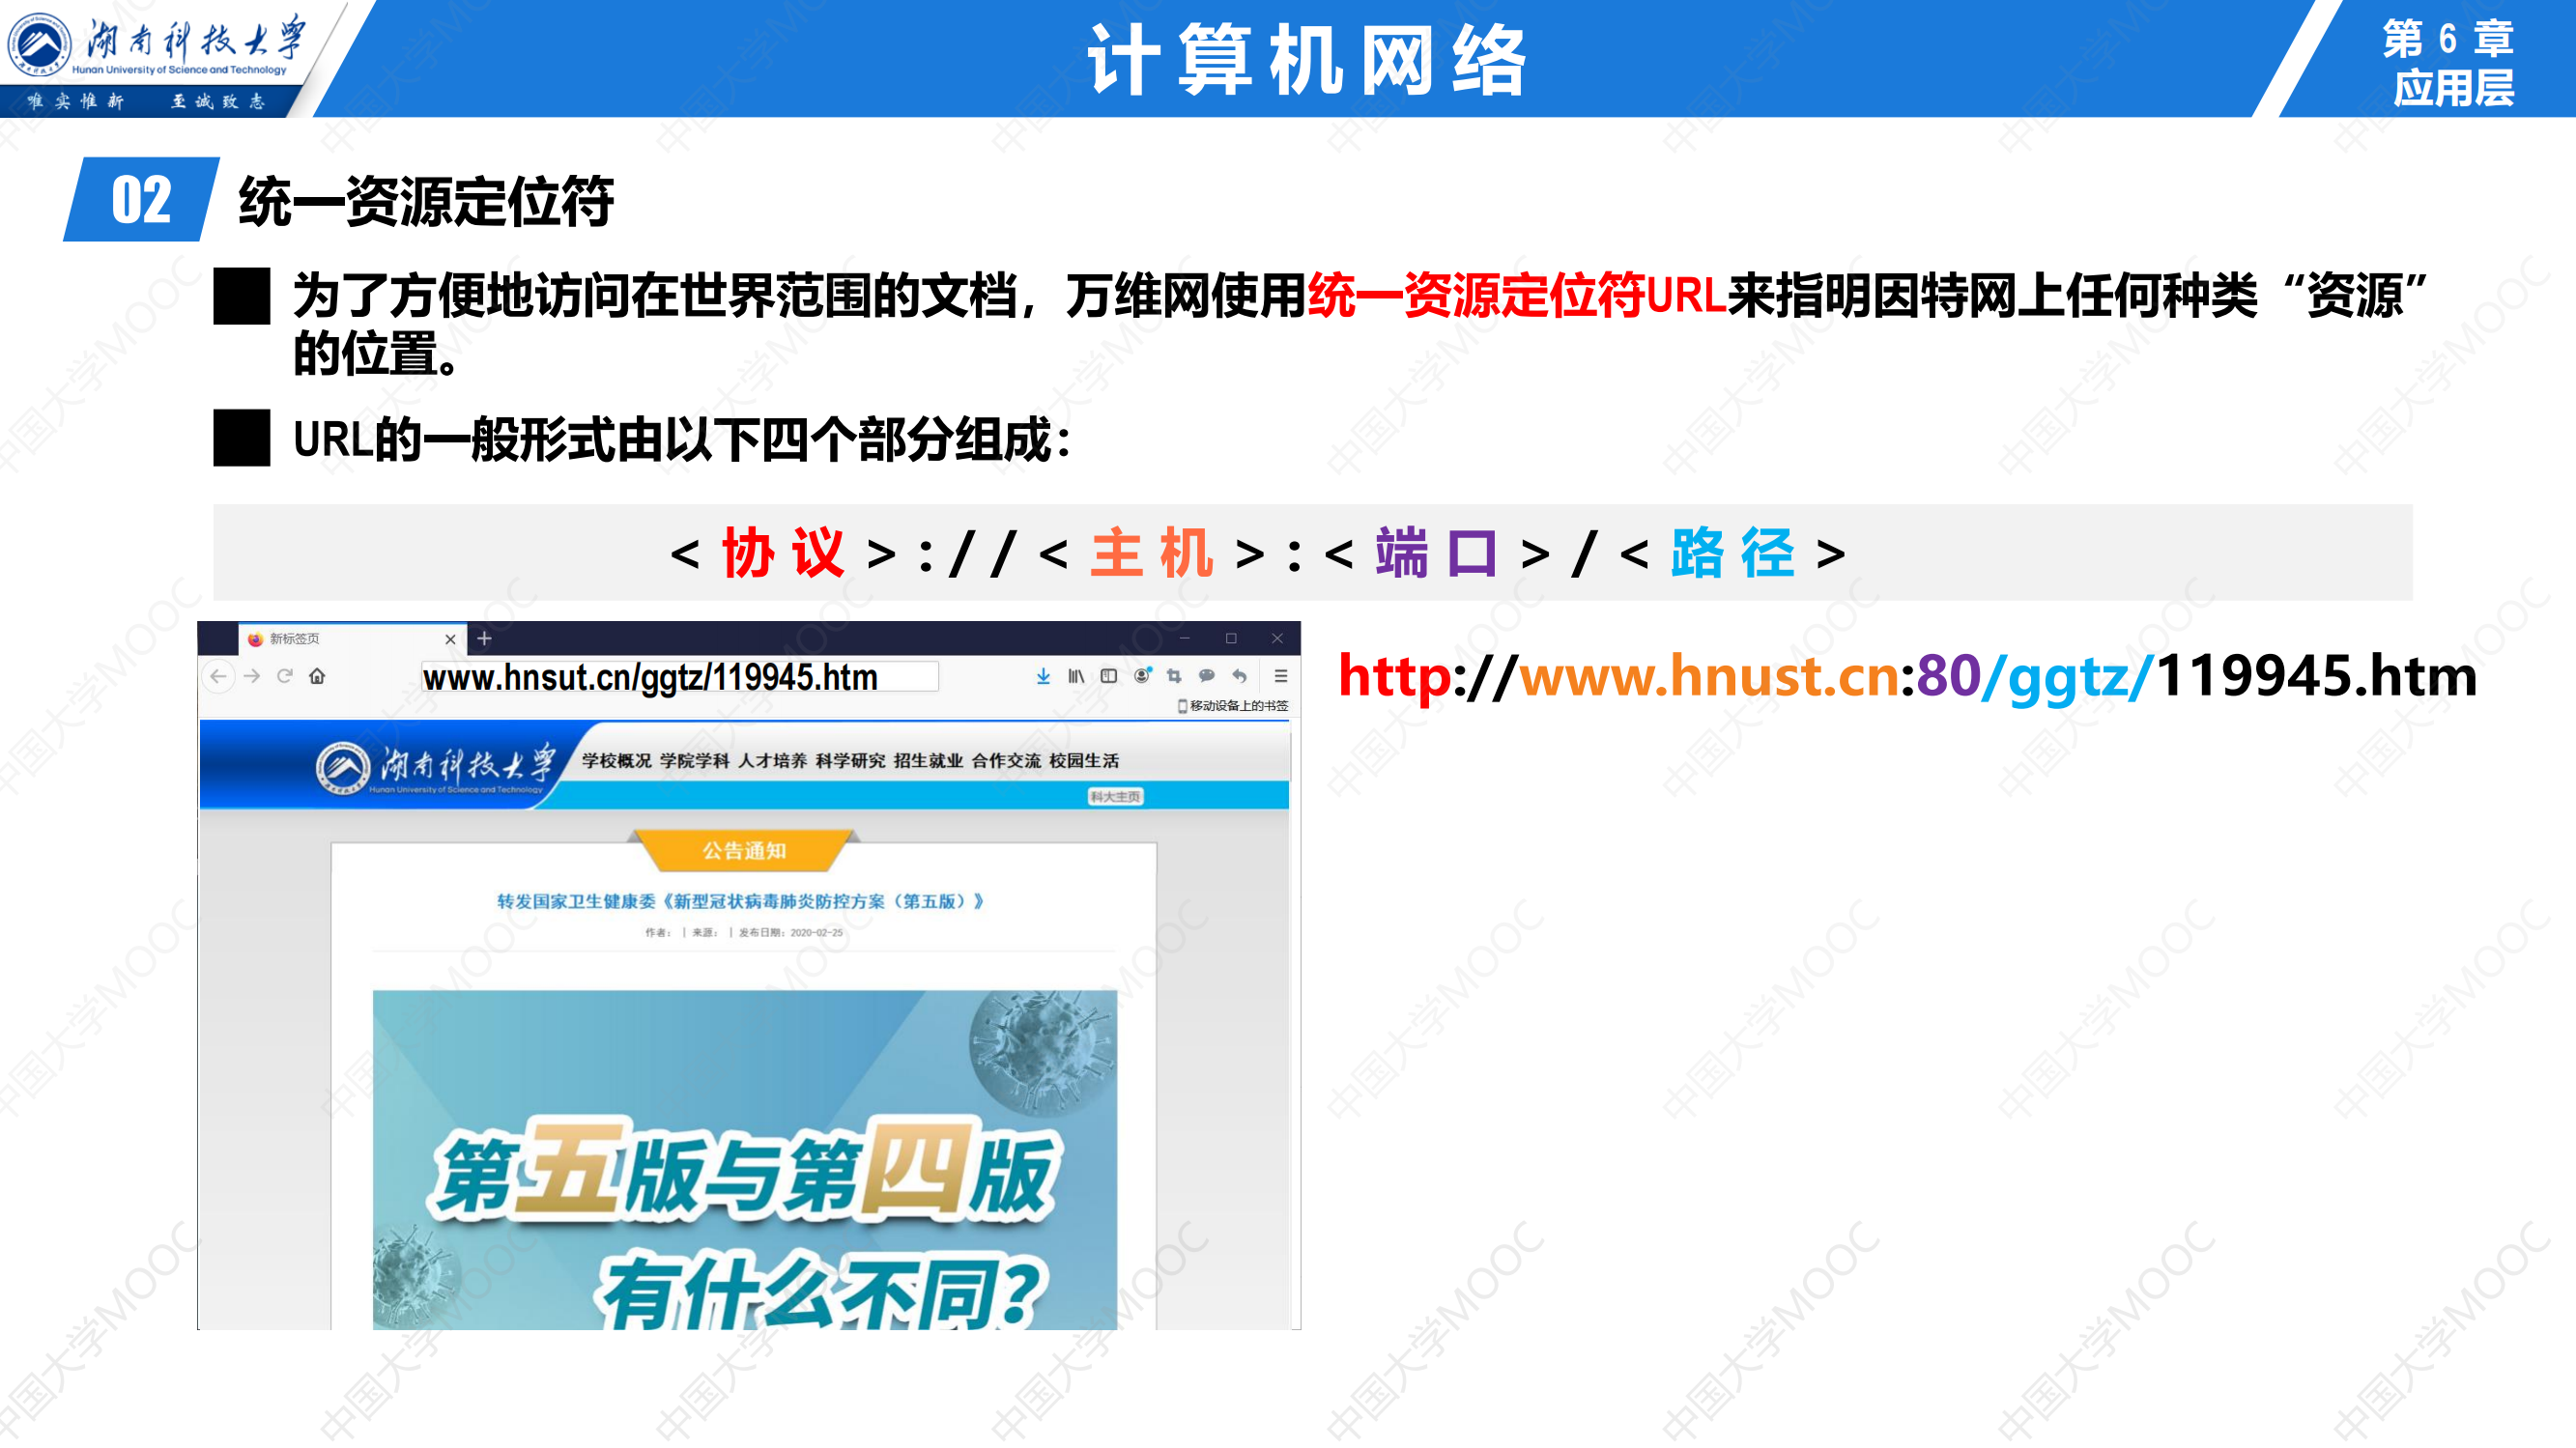 湖南科技大学
Hunan University of Science and Technology
唯实惟新 至诚致志
计算机网络
第 6 章
应用层
02 统一资源定位符
为了方便地访问在世界范围的文档，万维网使用统一资源定位符URL来指明因特网上任何种类“资源”
的位置。
URL的一般形式由以下四个部分组成：
<协议>://<主机>:<端口>/<路径>
新标签页
www.hnsut.cn/ggtz/119945.htm
移动设备上的书签
http://www.hnust.cn:80/ggtz/119945.htm
湖南科技大学
Hunan University of Science and Technology
学校概况 学院学科 人才培养 科学研究 招生就业 合作交流 校园生活
科大主页
公告通知
转发国家卫生健康委《新型冠状病毒肺炎防控方案（第五版）》
作者： | 来源： | 发布日期：2020-02-25
第五版与第四版
有什么不同？
中国大学MOOC